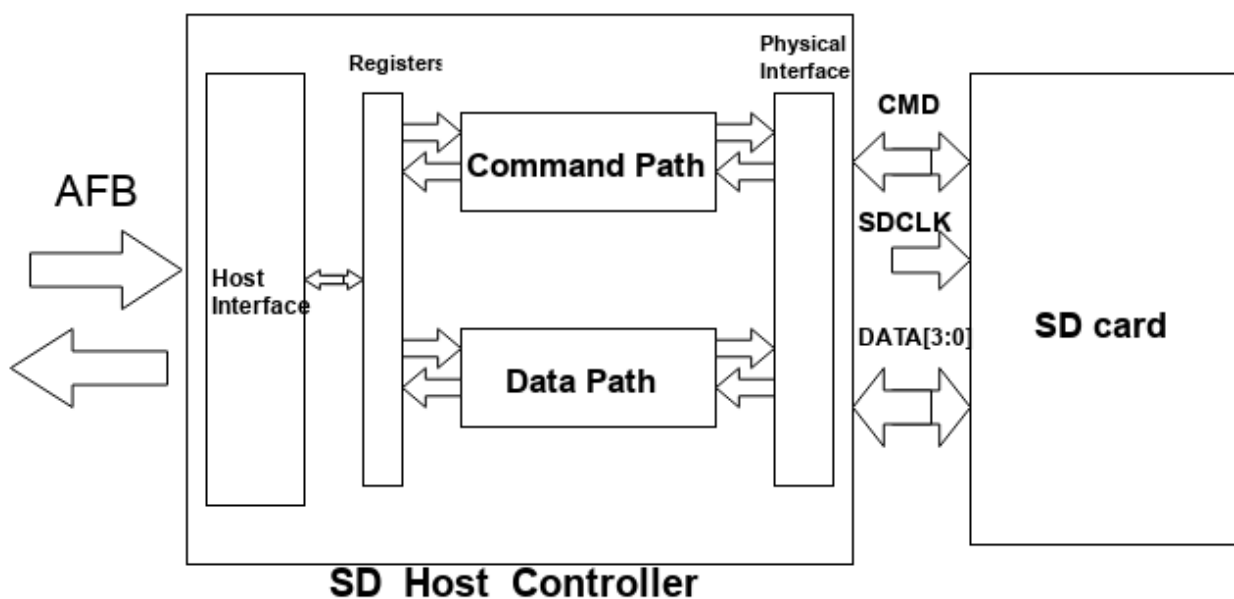 AFB
Host
Interface
Registers
Command Path
Data Path
Physical
Interface
CMD
SDCLK
DATA[3:0]
SD card
SD Host Controller